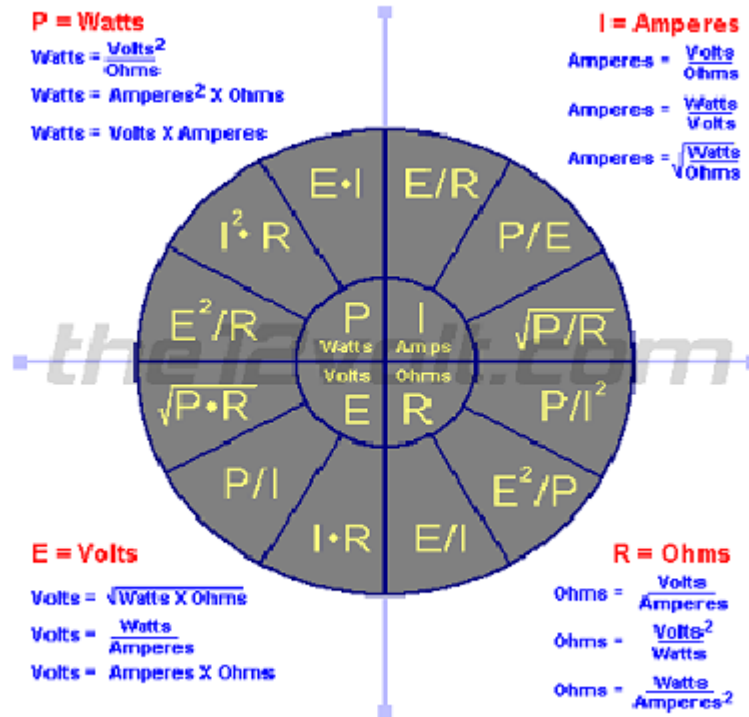 P = Watts
Watts = Volts² / Ohms
Watts = Amperes² X Ohms
Watts = Volts X Amperes
I = Amperes
Amperes = Volts / Ohms
Amperes = Watts / Volts
Amperes = √(Watts / Ohms)
E•I
E/R
I²• R
P/E
E²/R
√P/R
P
Watts
I
Amps
the12volt.com
Volts
E
Ohms
R
√P•R
P/I²
P/I
E²/P
I•R
E/I
E = Volts
Volts = √Watts X Ohms
Volts = Watts / Amperes
Volts = Amperes X Ohms
R = Ohms
Ohms = Volts / Amperes
Ohms = Volts² / Watts
Ohms = Watts / Amperes²